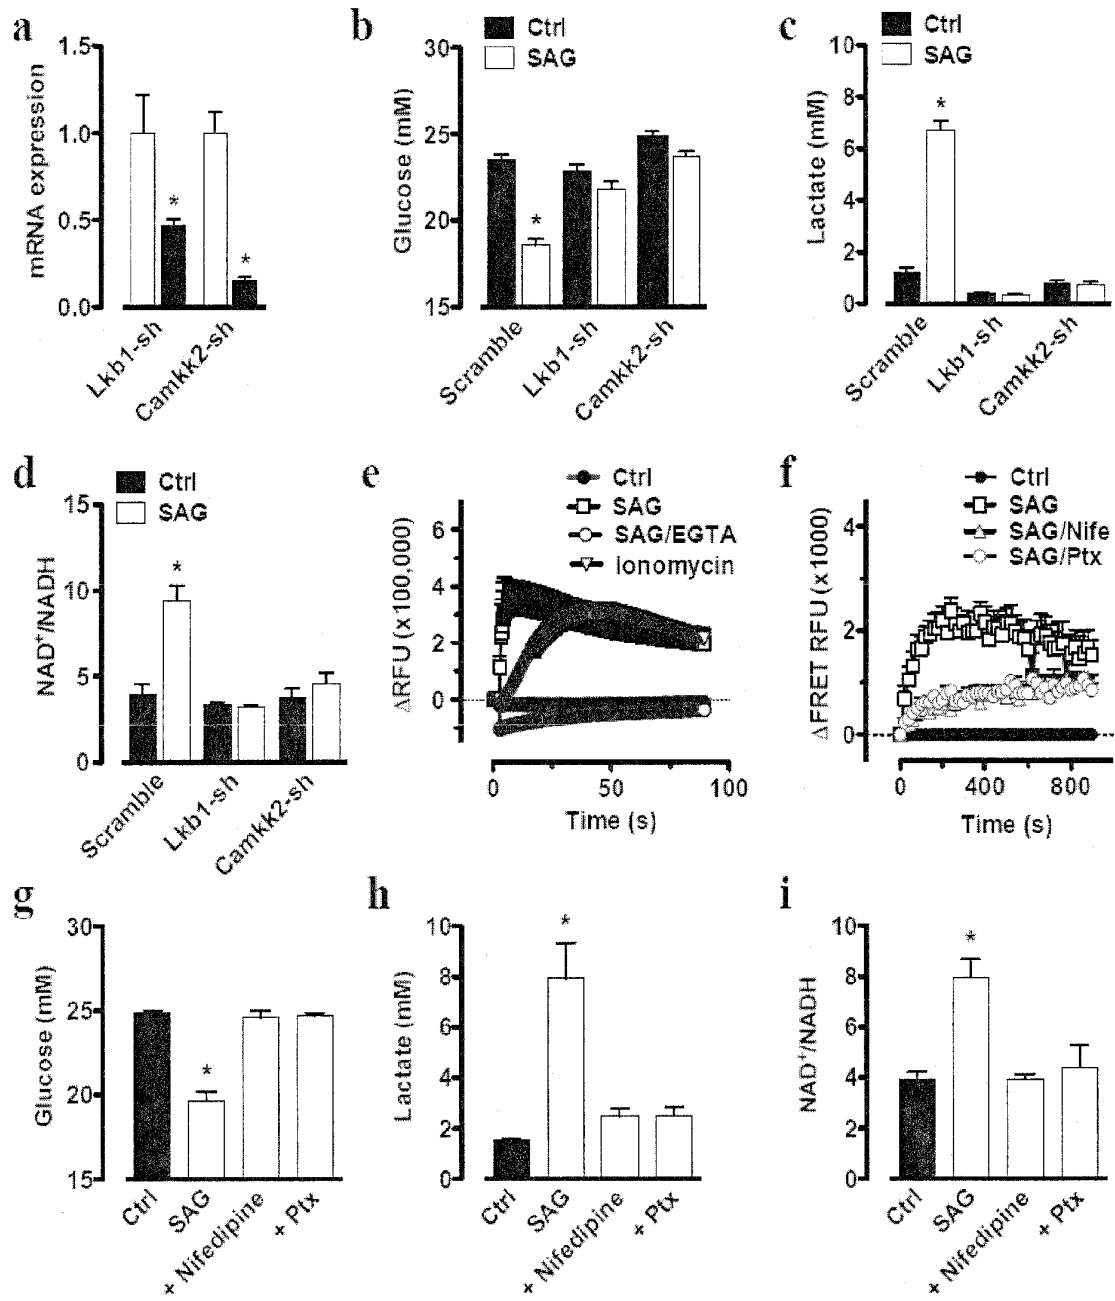 a
mRNA expression
1.5
1.0
0.5
0.0
*
*
Lkb1-sh
Camkk2-sh
b
Ctrl
SAG
Glucose (mM)
30
25
20
15
*
Scramble
Lkb1-sh
Camkk2-sh
c
Ctrl
SAG
Lactate (mM)
10
8
6
4
2
0
*
Scramble
Lkb1-sh
Camkk2-sh
d
Ctrl
SAG
NAD⁺/NADH
15
10
5
0
*
Scramble
Lkb1-sh
Camkk2-sh
e
Ctrl
SAG
SAG/EGTA
Ionomycin
ΔRFU (x100,000)
6
4
2
0
0 50 100
Time (s)
f
Ctrl
SAG
SAG/Nife
SAG/Ptx
ΔFRET RFU (x1000)
4
2
0
0 400 800
Time (s)
g
Glucose (mM)
30
25
20
15
*
Ctrl
SAG
+ Nifedipine
+ Ptx
h
Lactate (mM)
10
8
6
4
2
0
*
Ctrl
SAG
+ Nifedipine
+ Ptx
i
NAD⁺/NADH
10
8
6
4
2
0
*
Ctrl
SAG
+ Nifedipine
+ Ptx